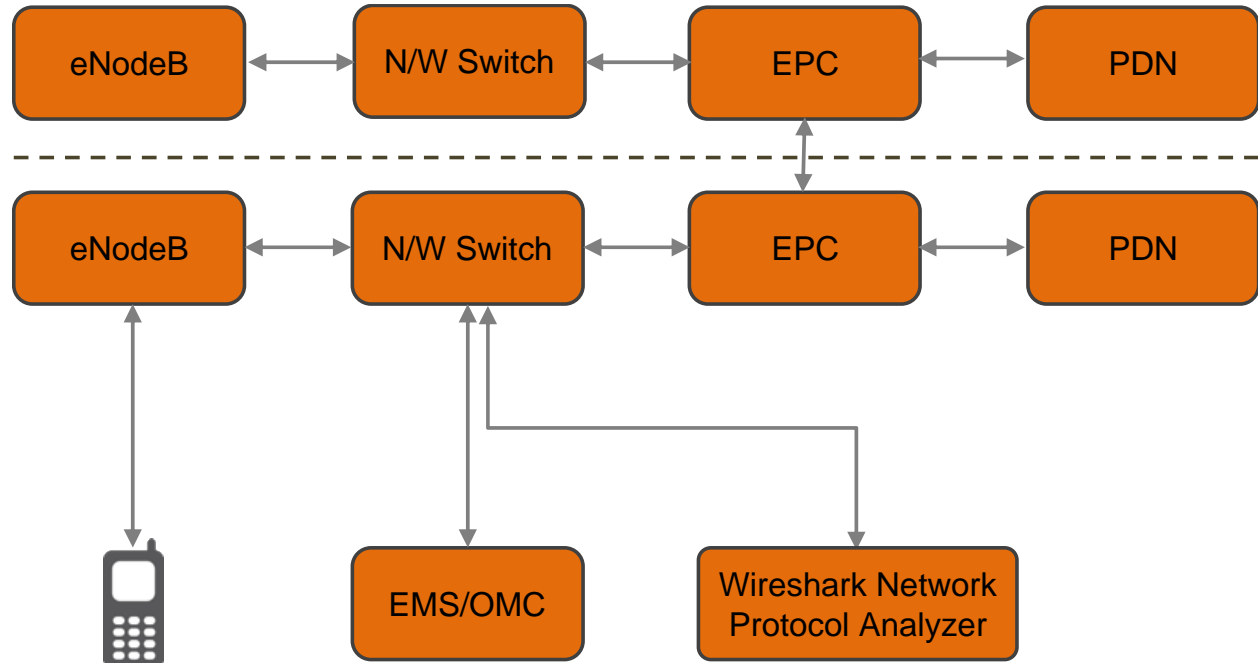 eNodeB
N/W Switch
EPC
PDN
eNodeB
N/W Switch
EPC
PDN
EMS/OMC
Wireshark Network
Protocol Analyzer